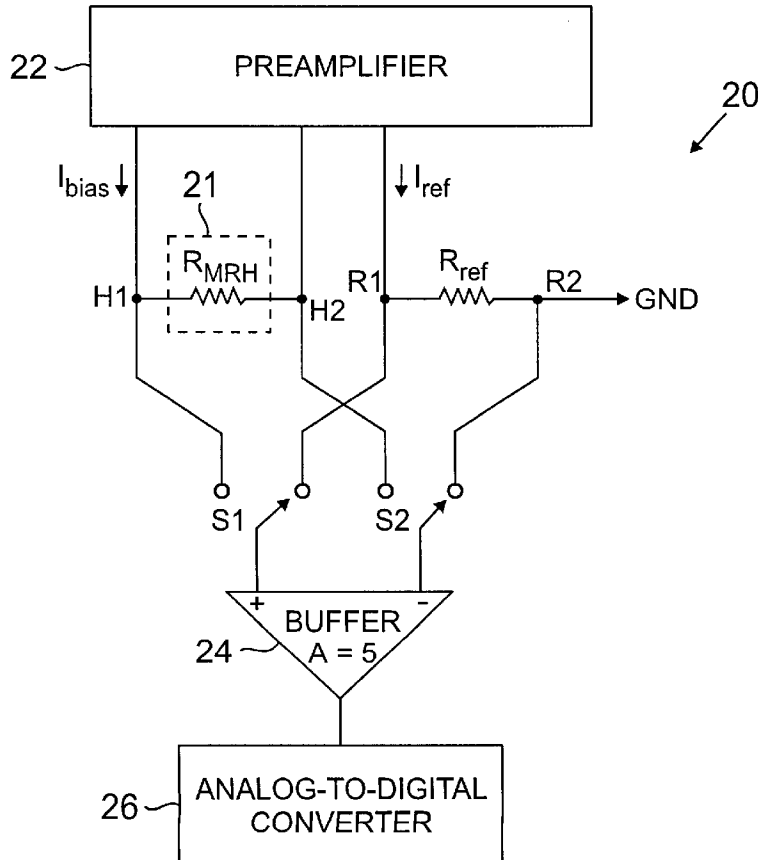 22
PREAMPLIFIER
20
I_bias
21
I_ref
R_MRH
R_ref
H1
H2
R1
R2
GND
S1
S2
+
-
BUFFER
24
A = 5
26
ANALOG-TO-DIGITAL
CONVERTER